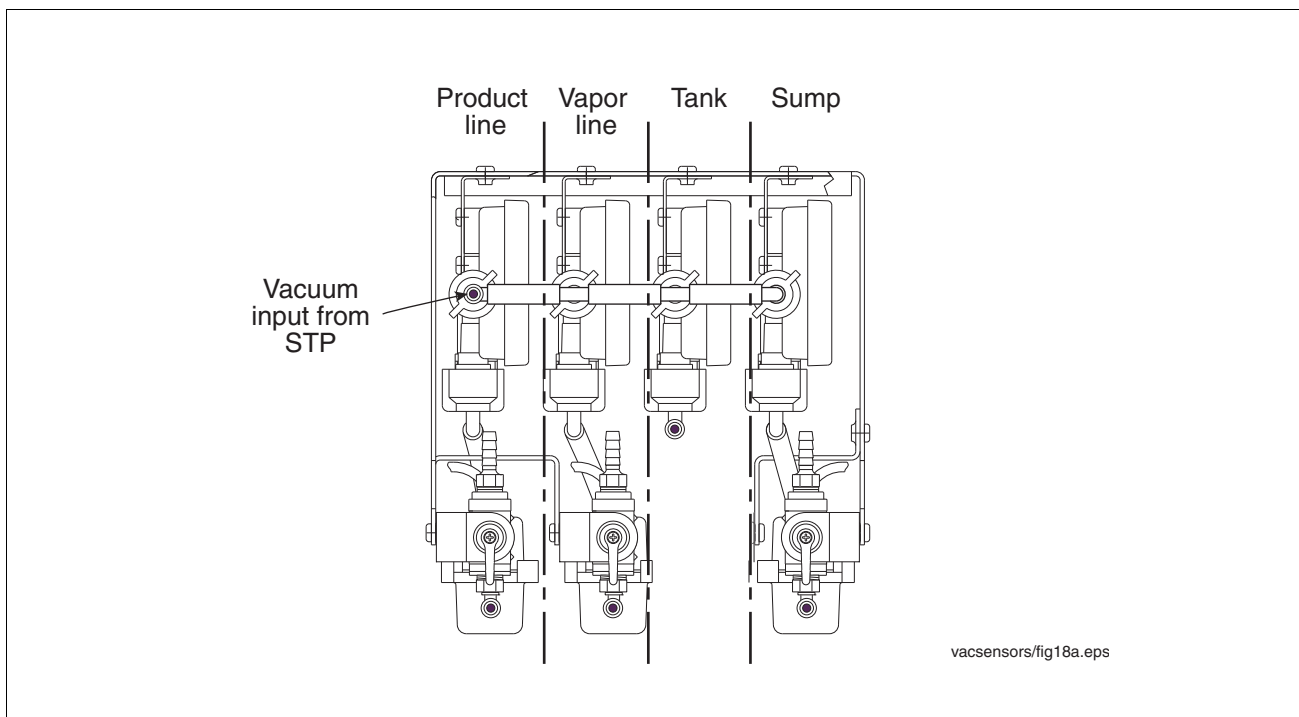 Product
line
Vapor
line
Tank
Sump
Vacuum
input from
STP
vacsensors/fig18a.eps